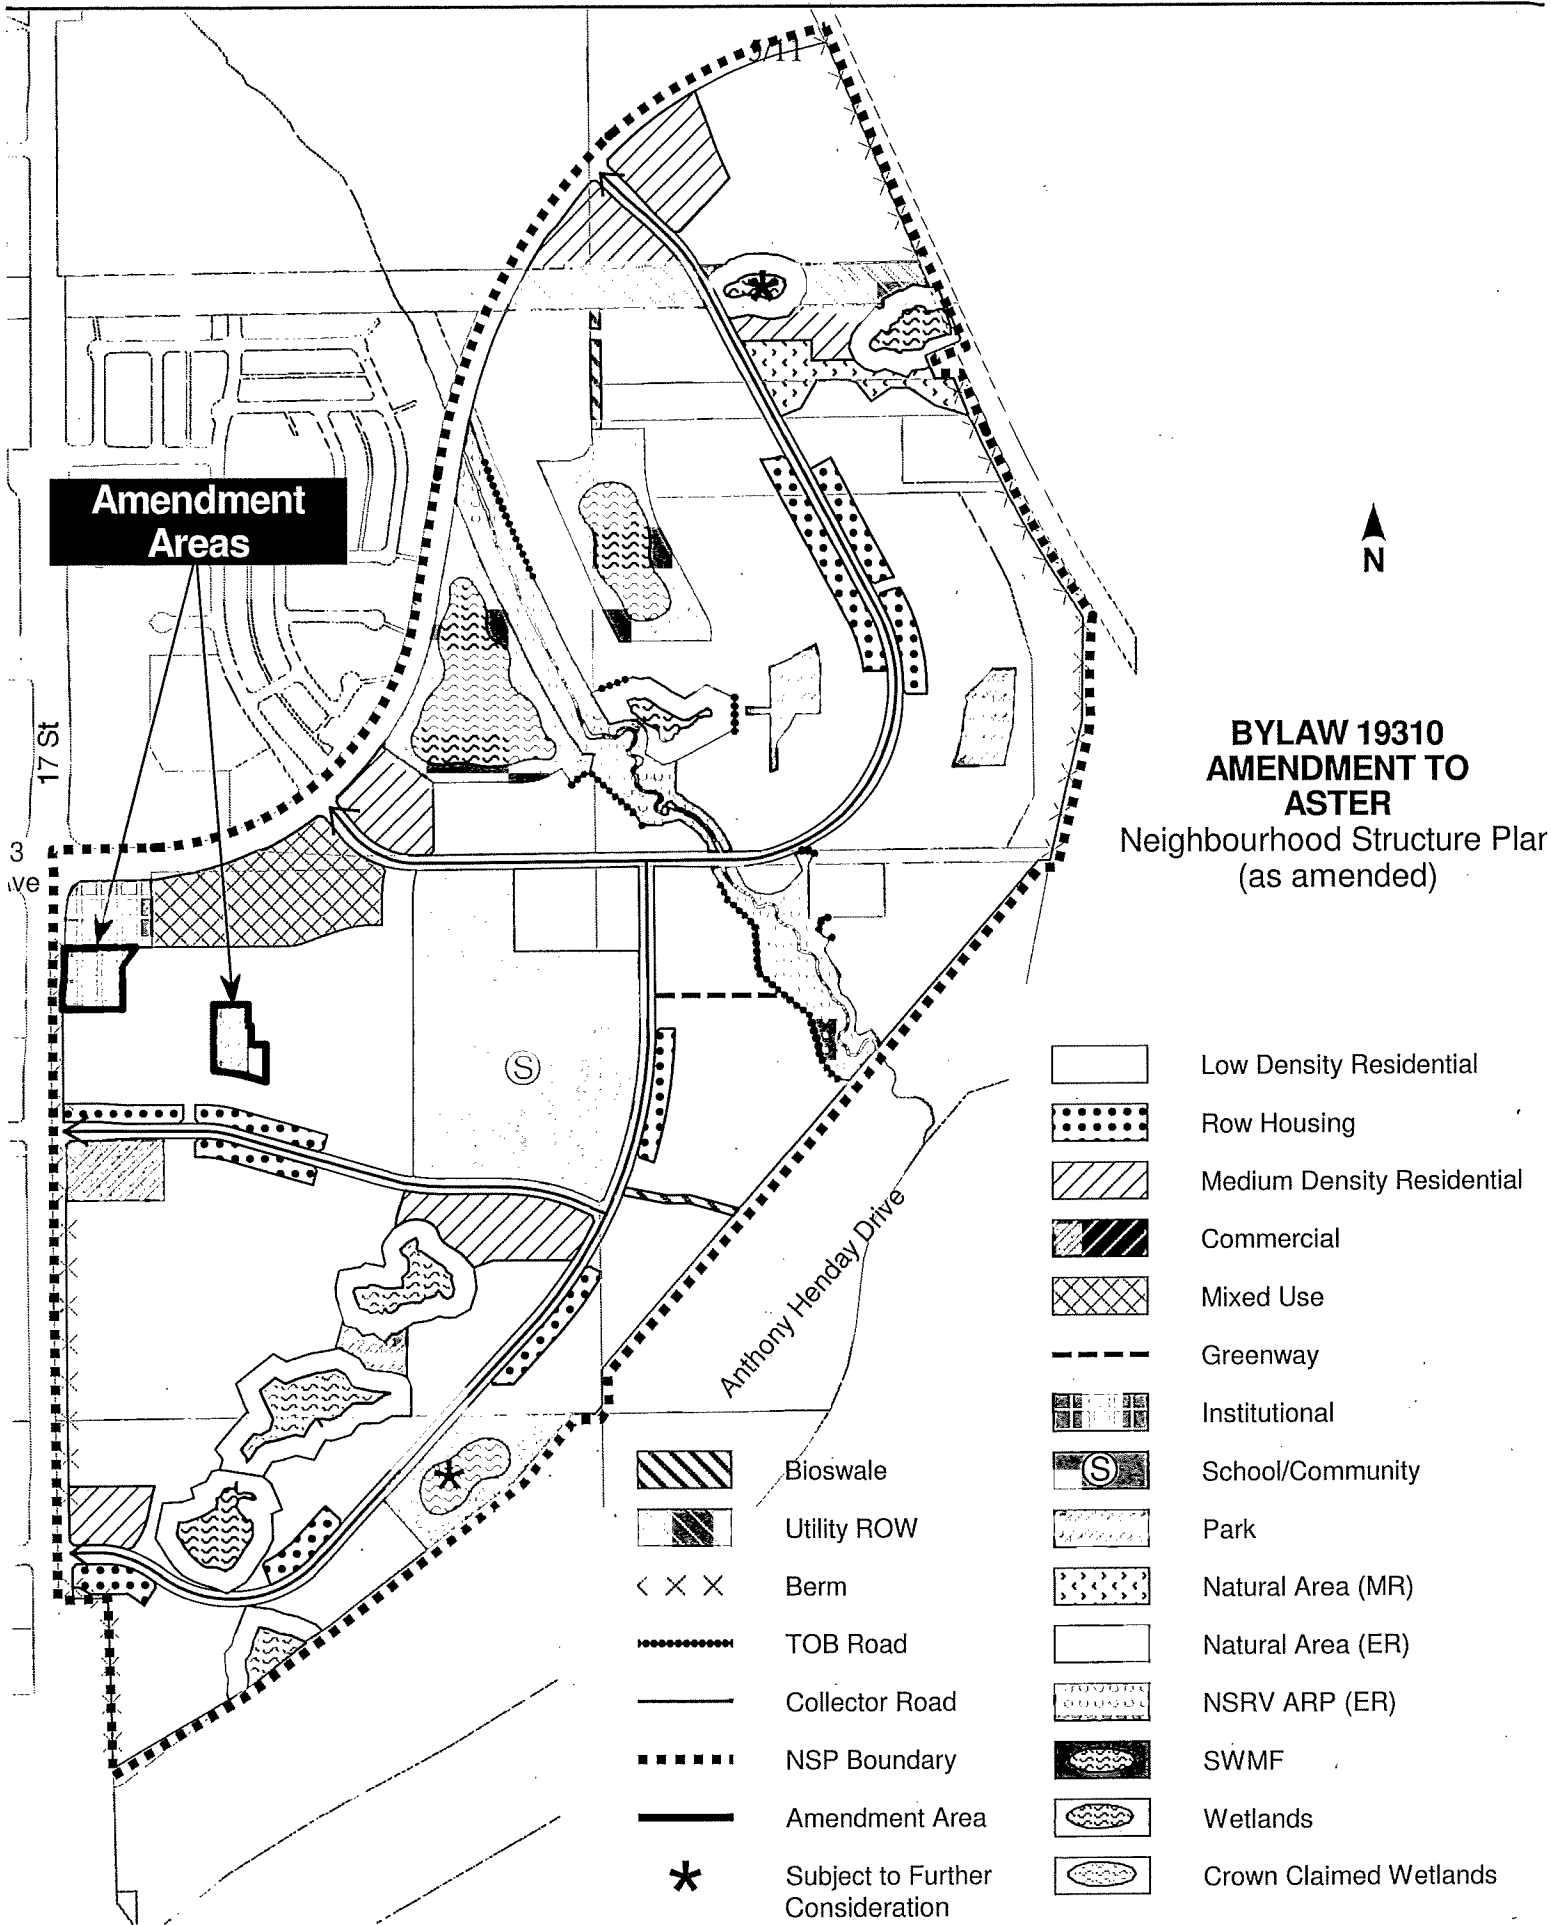 Amendment
Areas
N
17 St
3
S
BYLAW 19310
AMENDMENT TO
ASTER
Neighbourhood Structure Plan
(as amended)
Anthony Henday Drive
Low Density Residential
Row Housing
Medium Density Residential
Commercial
Mixed Use
Greenway
Institutional
S School/Community
Park
Natural Area (MR)
Natural Area (ER)
NSRV ARP (ER)
SWMF
Wetlands
Crown Claimed Wetlands
Bioswale
Utility ROW
Berm
TOB Road
Collector Road
NSP Boundary
Amendment Area
Subject to Further
Consideration